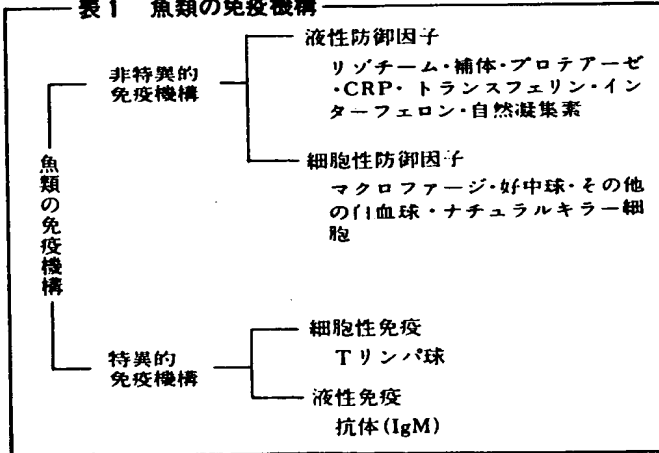 表1 魚類の免疫機構
液性防御因子
リゾチーム・補体・プロテアーゼ
・CRP・トランスフェリン・イン
ターフェロン・自然凝集素
非特異的
免疫機構
細胞性防御因子
マクロファージ・好中球・その他
の白血球・ナチュラルキラー細
胞
魚類の免疫機構
細胞性免疫
Tリンパ球
特異的
免疫機構
液性免疫
抗体(IgM)